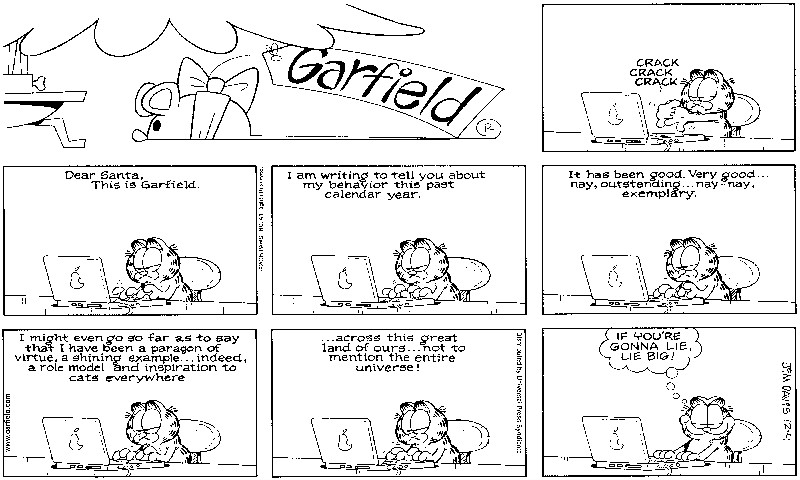 Garfield
CRACK
CRACK
CRACK
Dear Santa,
This is Garfield.
I am writing to tell you about
my behavior this past
calendar year.
It has been good. Very good...
nay, outstanding...nay-nay,
exemplary.
I might even go so far as to say
that I have been a paragon of
virtue, a shining example...indeed,
a role model and inspiration to
cats everywhere
...across this great
land of ours...not to
mention the entire
universe!
IF YOU'RE
GONNA LIE,
LIE BIG!
www.garfield.com
JIM DAVIS 12-4